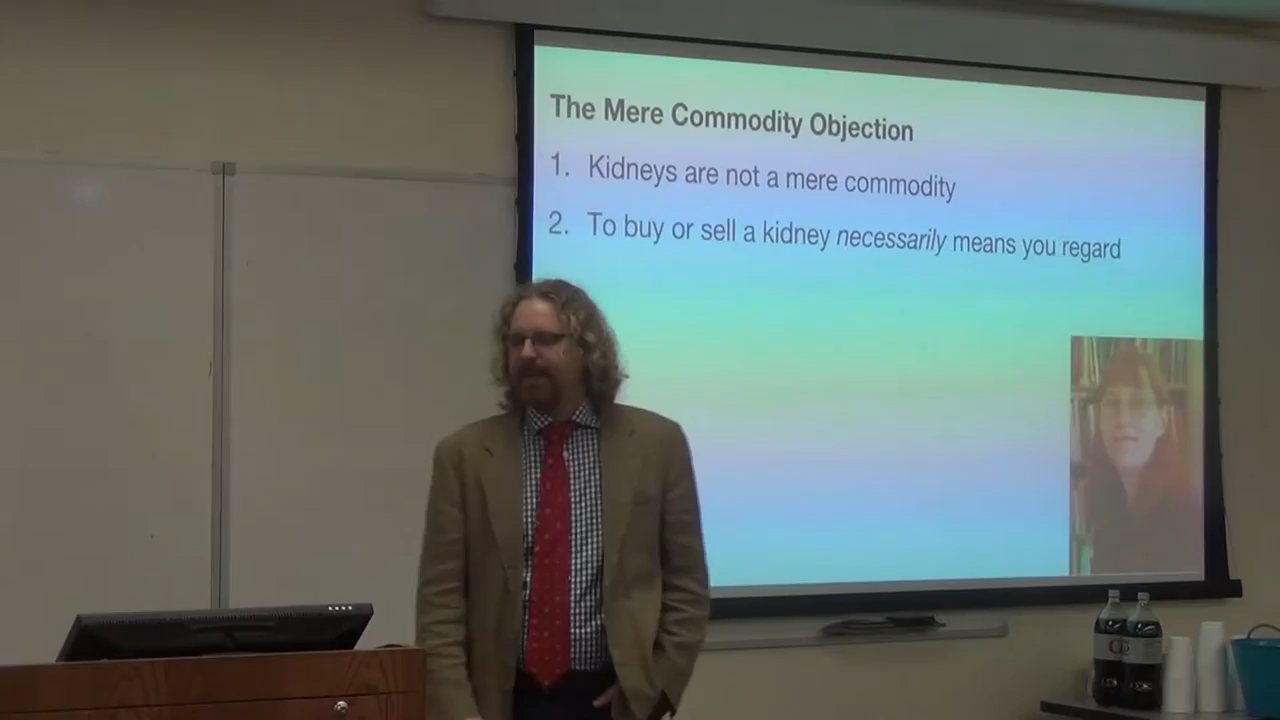 The Mere Commodity Objection
1. Kidneys are not a mere commodity
2. To buy or sell a kidney necessarily means you regard